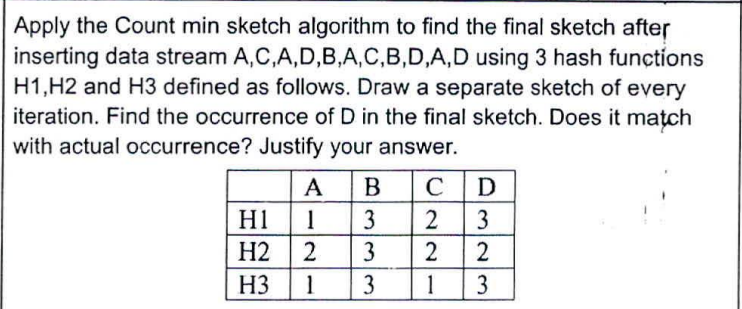 Apply the Count min sketch algorithm to find the final sketch after
inserting data stream A,C,A,D,B,A,C,B,D,A,D using 3 hash functions
H1,H2 and H3 defined as follows. Draw a separate sketch of every
iteration. Find the occurrence of D in the final sketch. Does it match
with actual occurrence? Justify your answer.
A B C D
H1 1 3 2 3
H2 2 3 2 2
H3 1 3 1 3